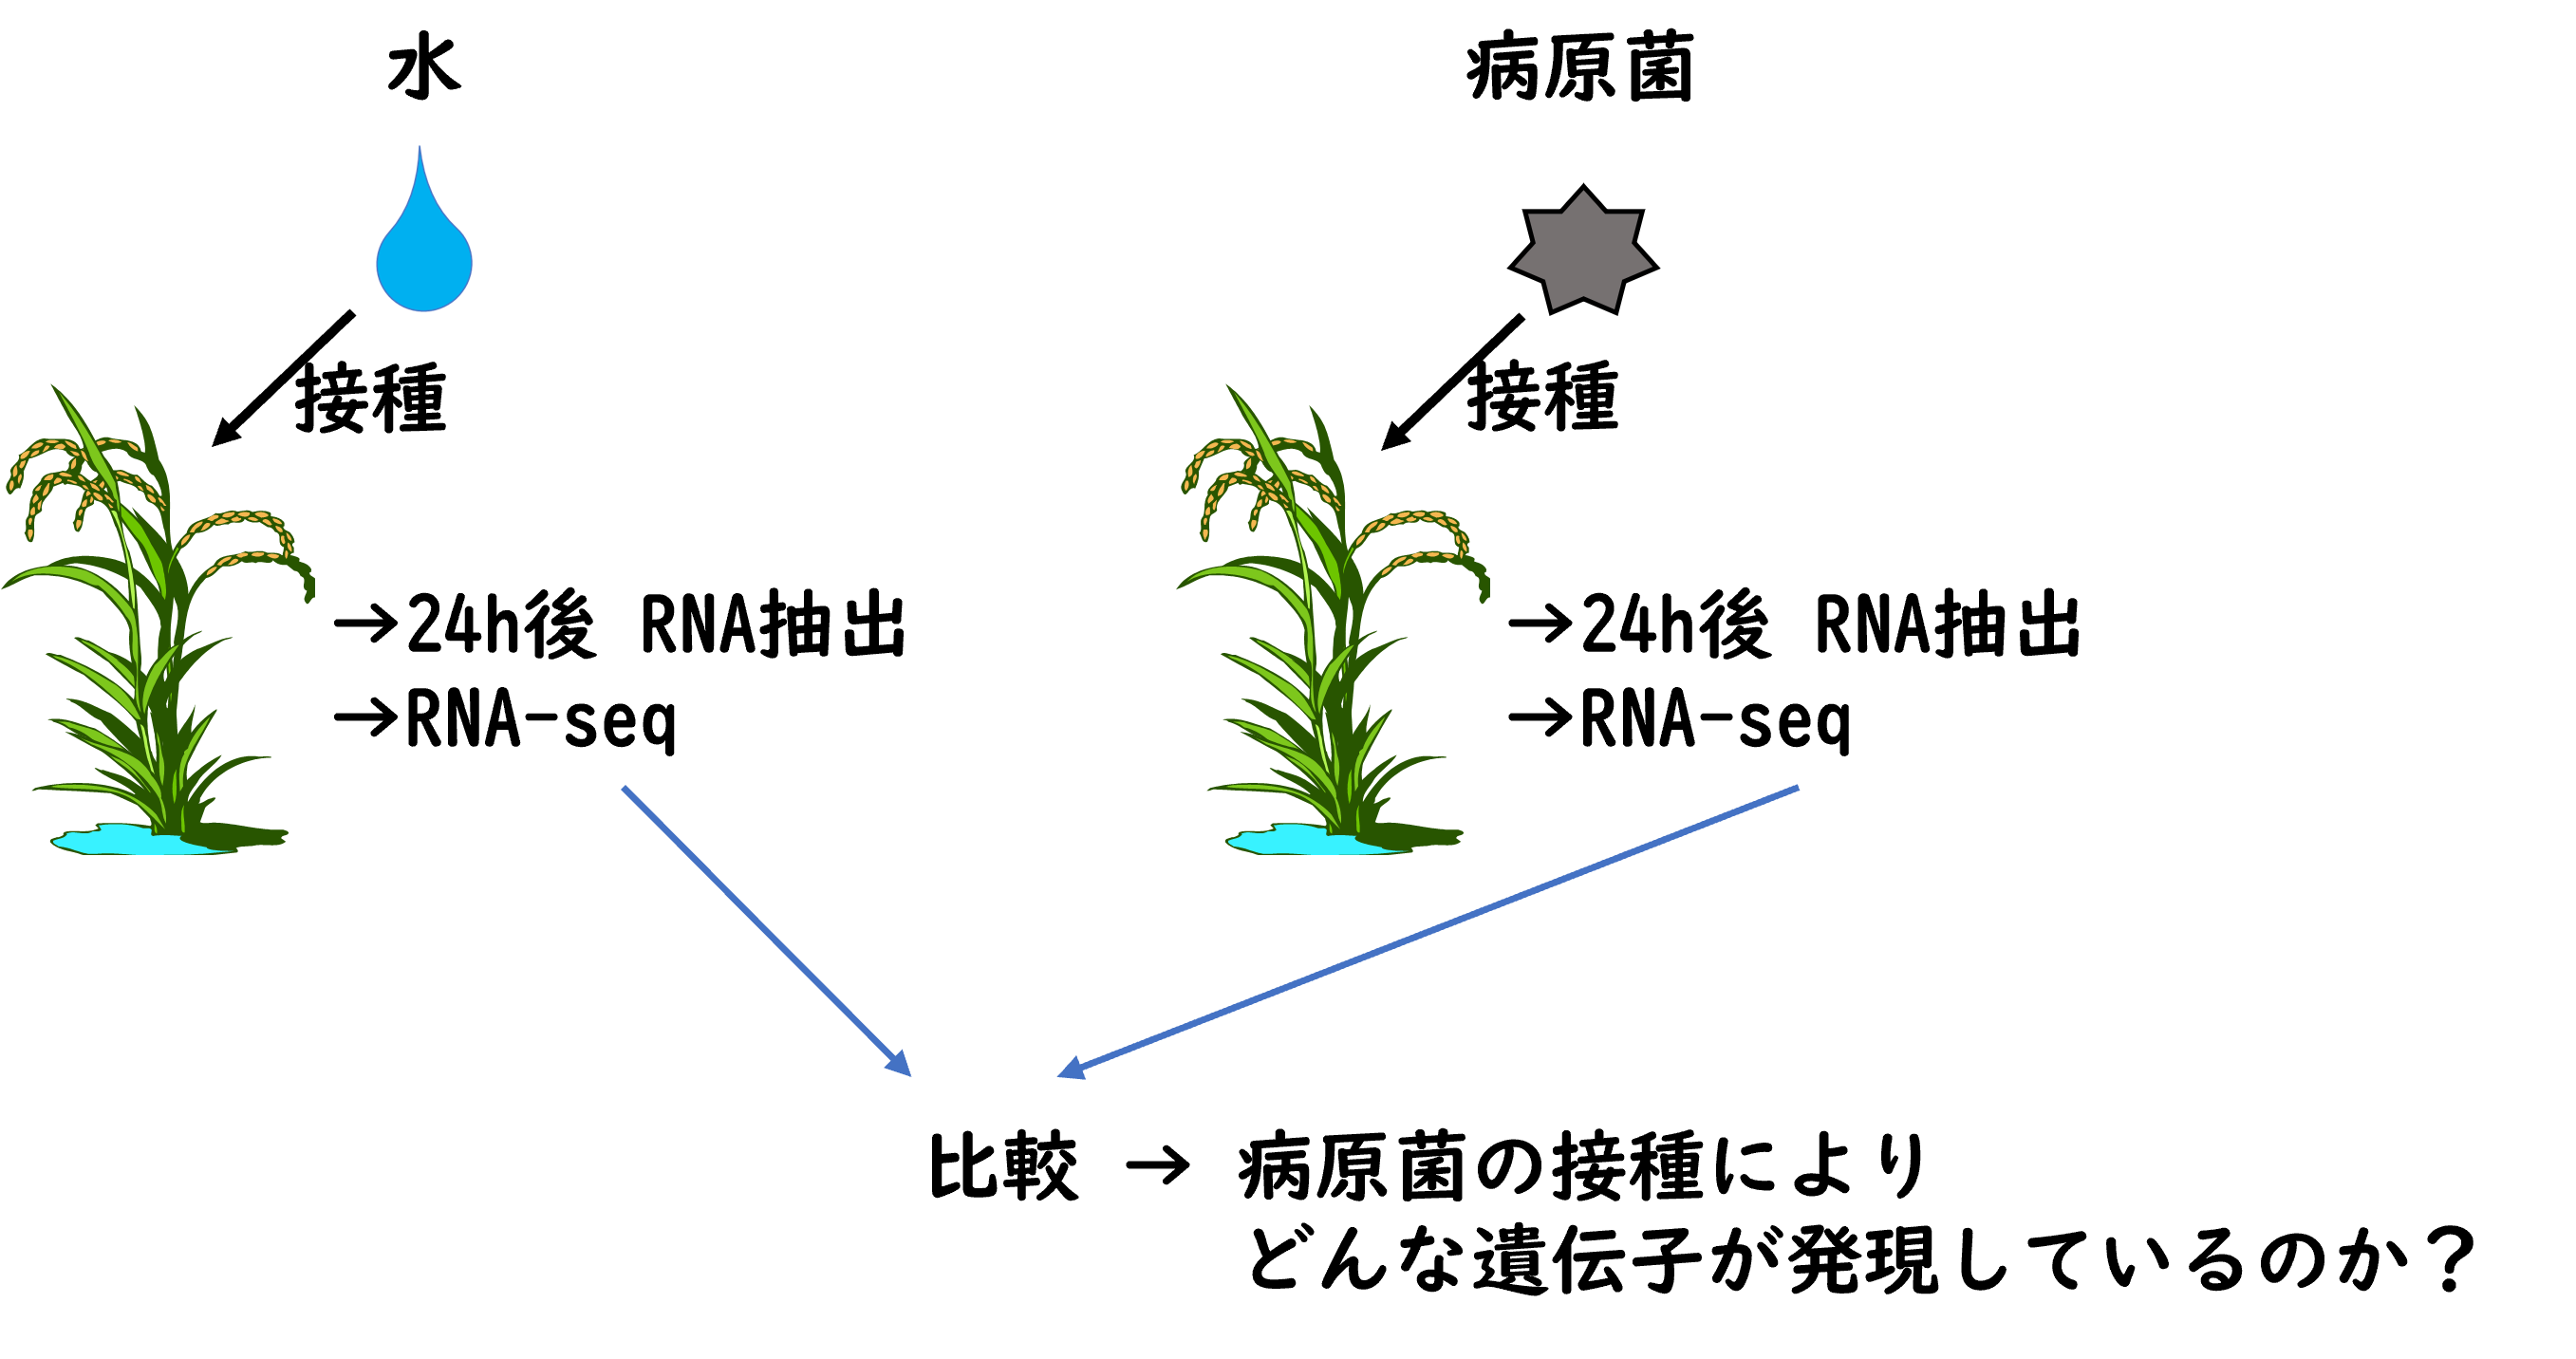 水
病原菌
接種
接種
→24h後 RNA抽出
→RNA-seq
→24h後 RNA抽出
→RNA-seq
比較 → 病原菌の接種により
どんな遺伝子が発現しているのか？